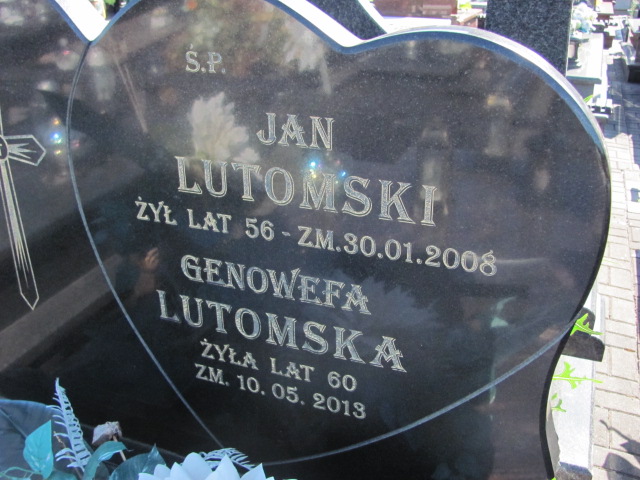 Ś.P.
JAN
LUTOMSKI
ŻYŁ LAT 56 - ZM.30.01.2008
GENOWEFA
LUTOMSKA
ŻYŁA LAT 60
ZM. 10.05.2013